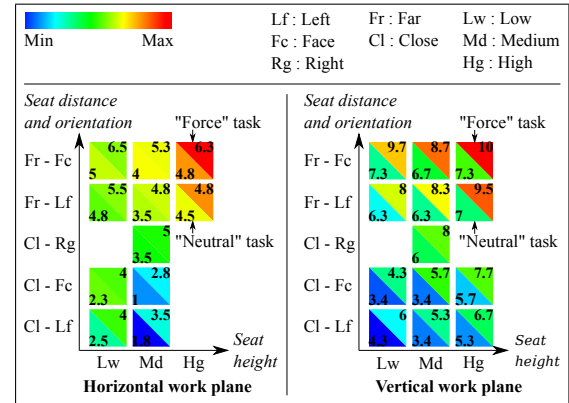 Min Max
Lf : Left Fr : Far Lw : Low
Fc : Face Cl : Close Md : Medium
Rg : Right Hg : High
Seat distance
and orientation "Force" task
Fr - Fc 6.5 5.3 6.3
5 4 4.8
Fr - Lf 5.5 4.8 4.8
4.8 3.5 4.5
Cl - Rg 5 "Neutral" task
3.5
Cl - Fc 4 2.8
2.3 1
Cl - Lf 4 3.5
2.5 1.8
Seat
height
Lw Md Hg
Horizontal work plane
Seat distance
and orientation "Force" task
Fr - Fc 9.7 8.7 10
7.3 6.7 7.3
Fr - Lf 8 8.3 9.5
6.3 6.3 7
Cl - Rg 8 "Neutral" task
6
Cl - Fc 4.3 5.7 7.7
3.4 3.4 5.7
Cl - Lf 6 5.3 6.7
4.3 3.4 5.3
Seat
height
Lw Md Hg
Vertical work plane